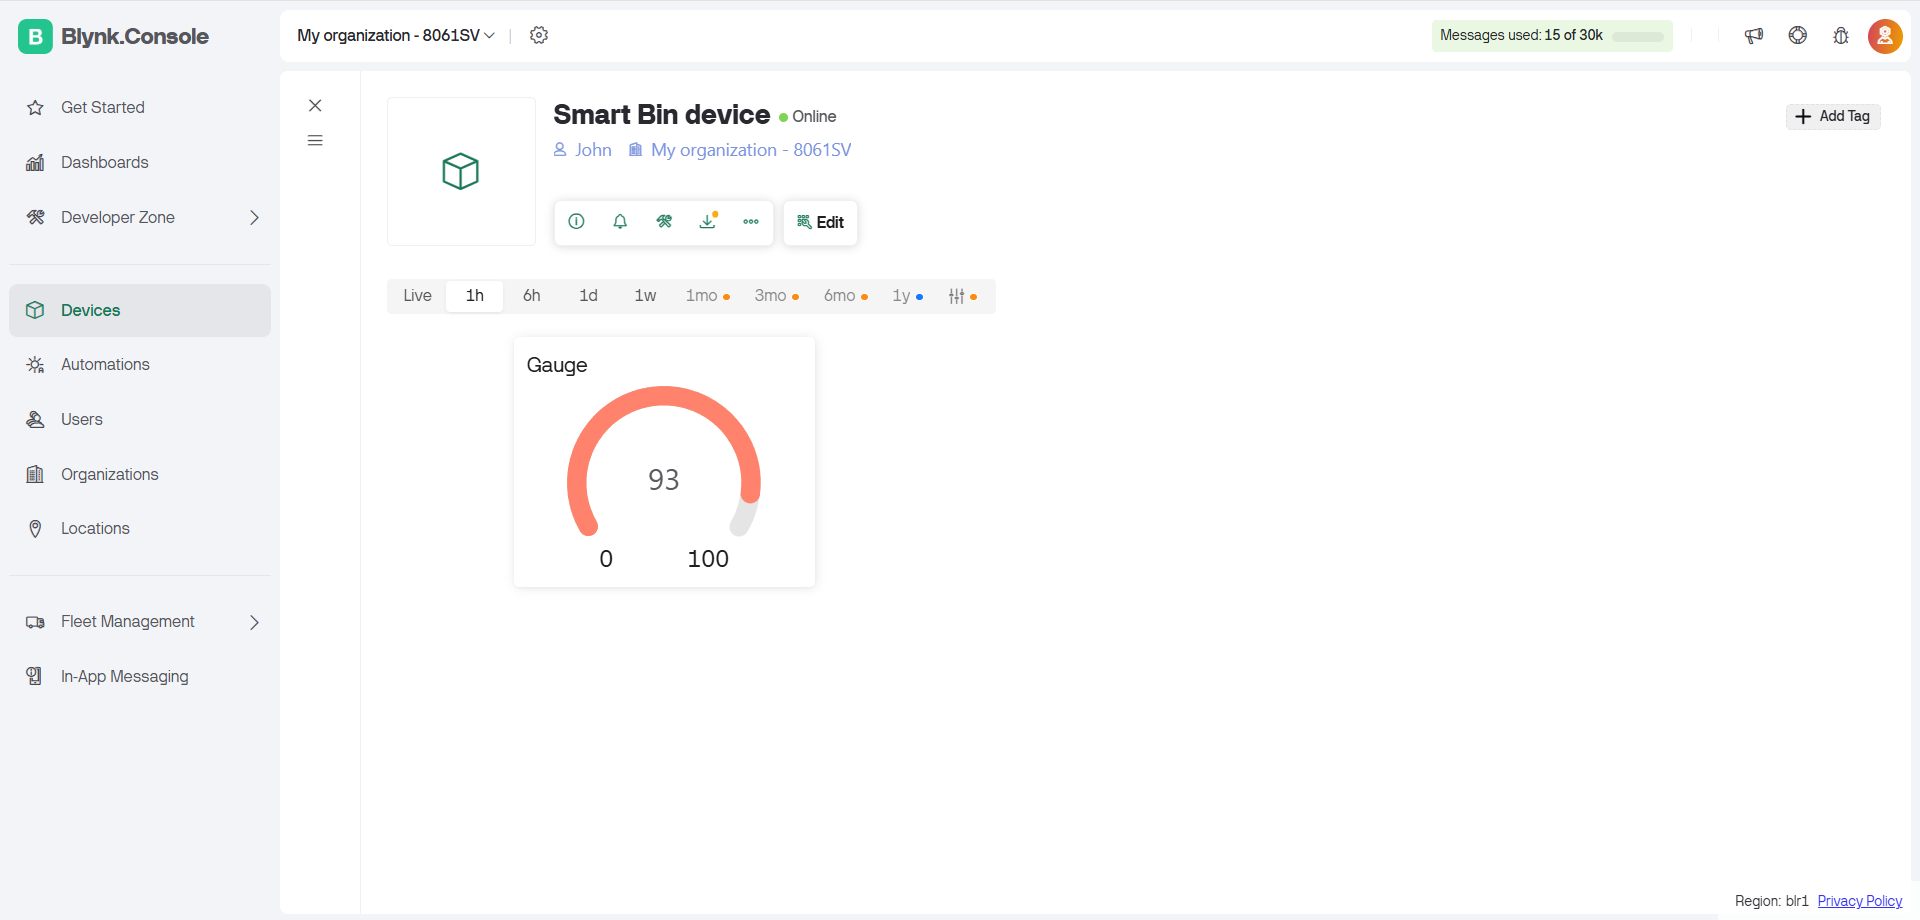 B Blynk.Console
My organization - 8061SV
Messages used: 15 of 30k
Get Started
Dashboards
Developer Zone
Devices
Automations
Users
Organizations
Locations
Fleet Management
In-App Messaging
Smart Bin device Online
John My organization - 8061SV
Add Tag
Edit
Live 1h 6h 1d 1w 1mo 3mo 6mo 1y
Gauge
93
0 100
Region: blr1 Privacy Policy